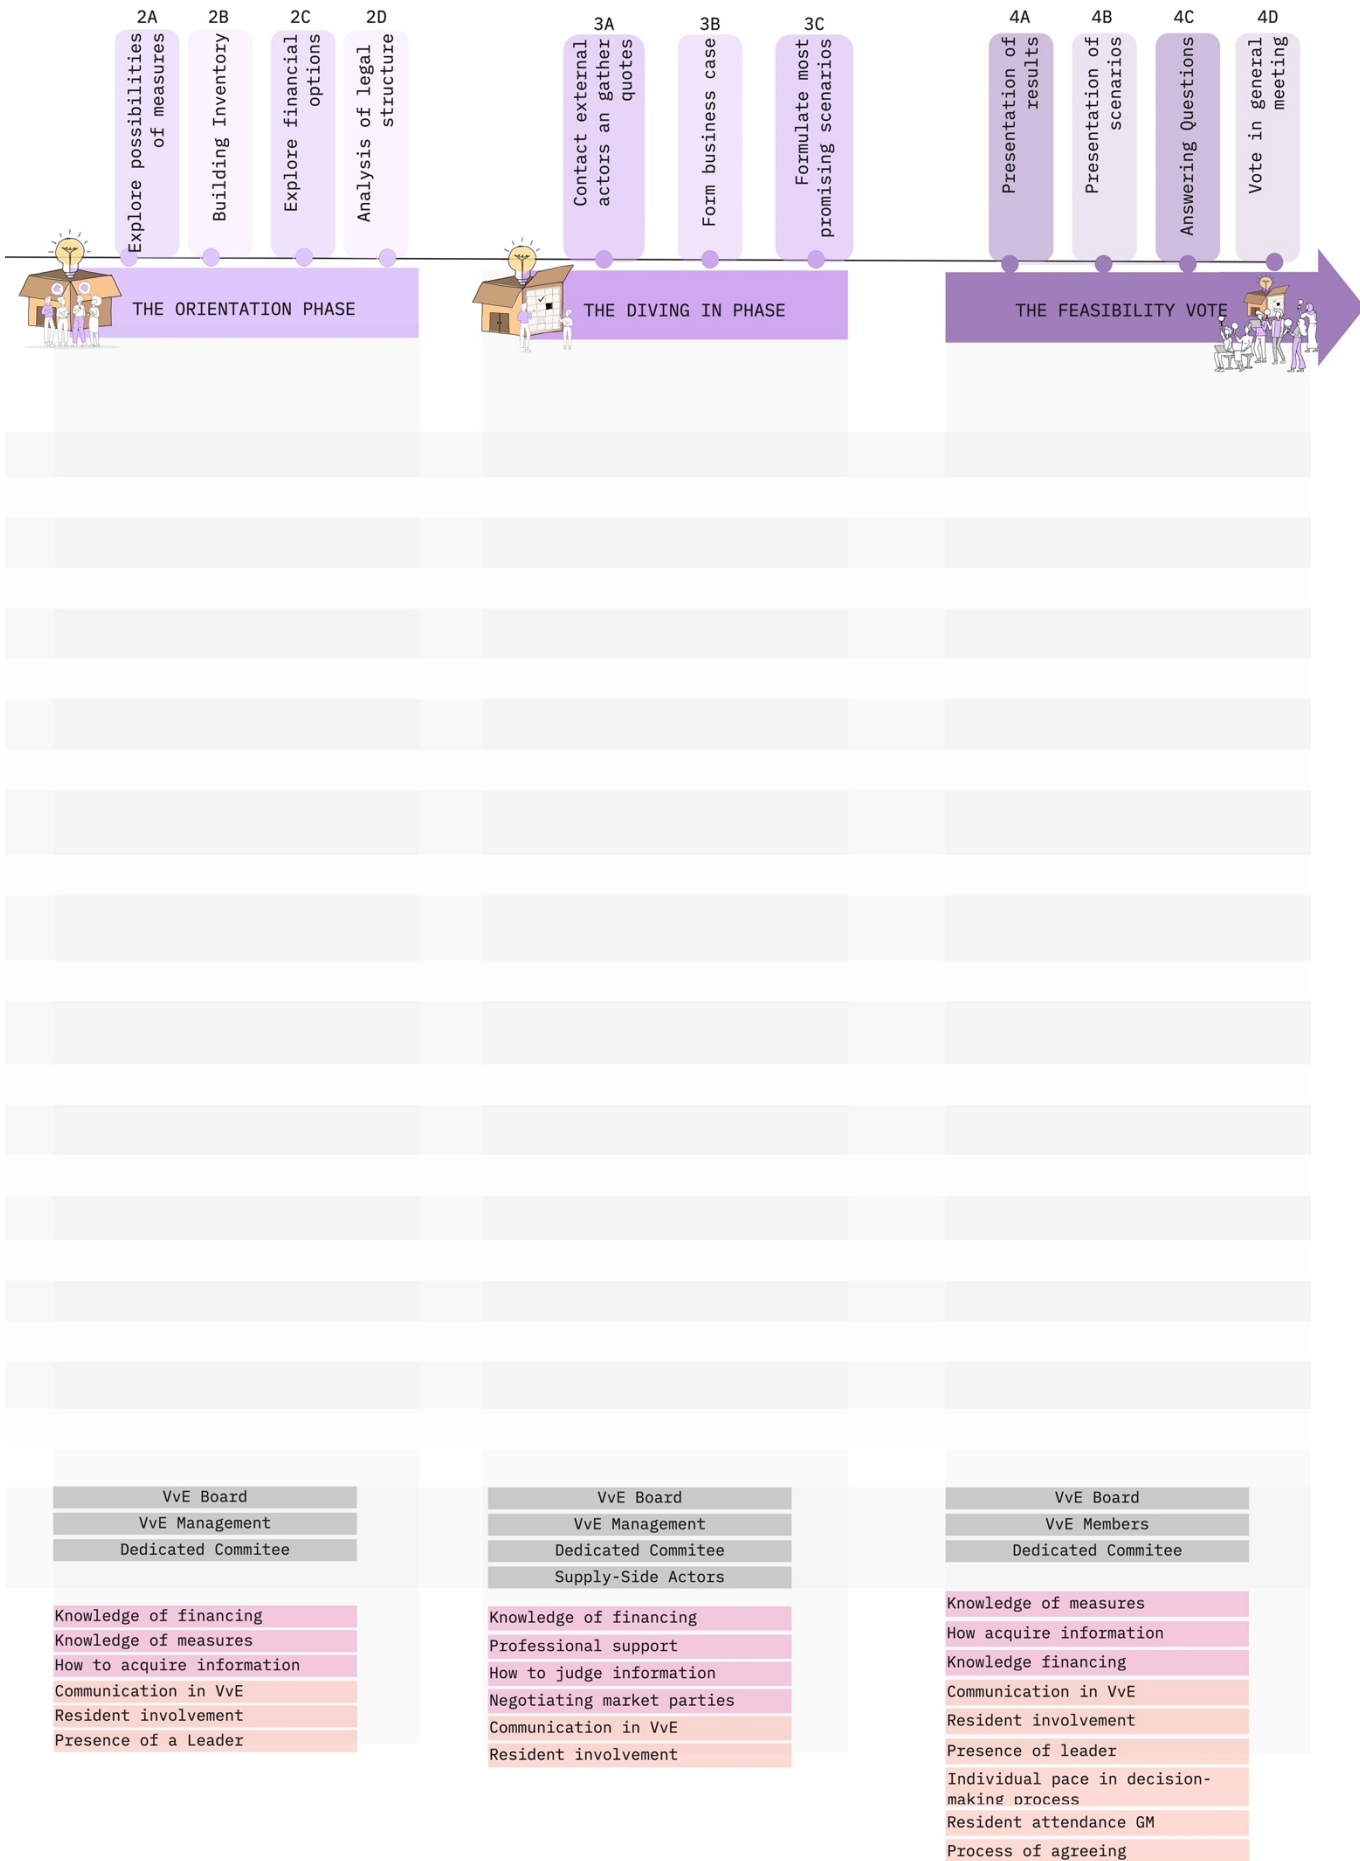 2A
2B
2C
2D
Explore possibilities
of measures
Building Inventory
Explore financial
options
Analysis of legal
structure
3A
3B
3C
Contact external
actors an gather
quotes
Form business case
Formulate most
promising scenarios
4A
4B
4C
4D
Presentation of
results
Presentation of
scenarios
Answering Questions
Vote in general
meeting
THE ORIENTATION PHASE
THE DIVING IN PHASE
THE FEASIBILITY VOTE
VvE Board
VvE Management
Dedicated Commitee
Knowledge of financing
Knowledge of measures
How to acquire information
Communication in VvE
Resident involvement
Presence of a Leader
VvE Board
VvE Management
Dedicated Commitee
Supply-Side Actors
Knowledge of financing
Professional support
How to judge information
Negotiating market parties
Communication in VvE
Resident involvement
VvE Board
VvE Members
Dedicated Commitee
Knowledge of measures
How acquire information
Knowledge financing
Communication in VvE
Resident involvement
Presence of leader
Individual pace in decision-
making process
Resident attendance GM
Process of agreeing